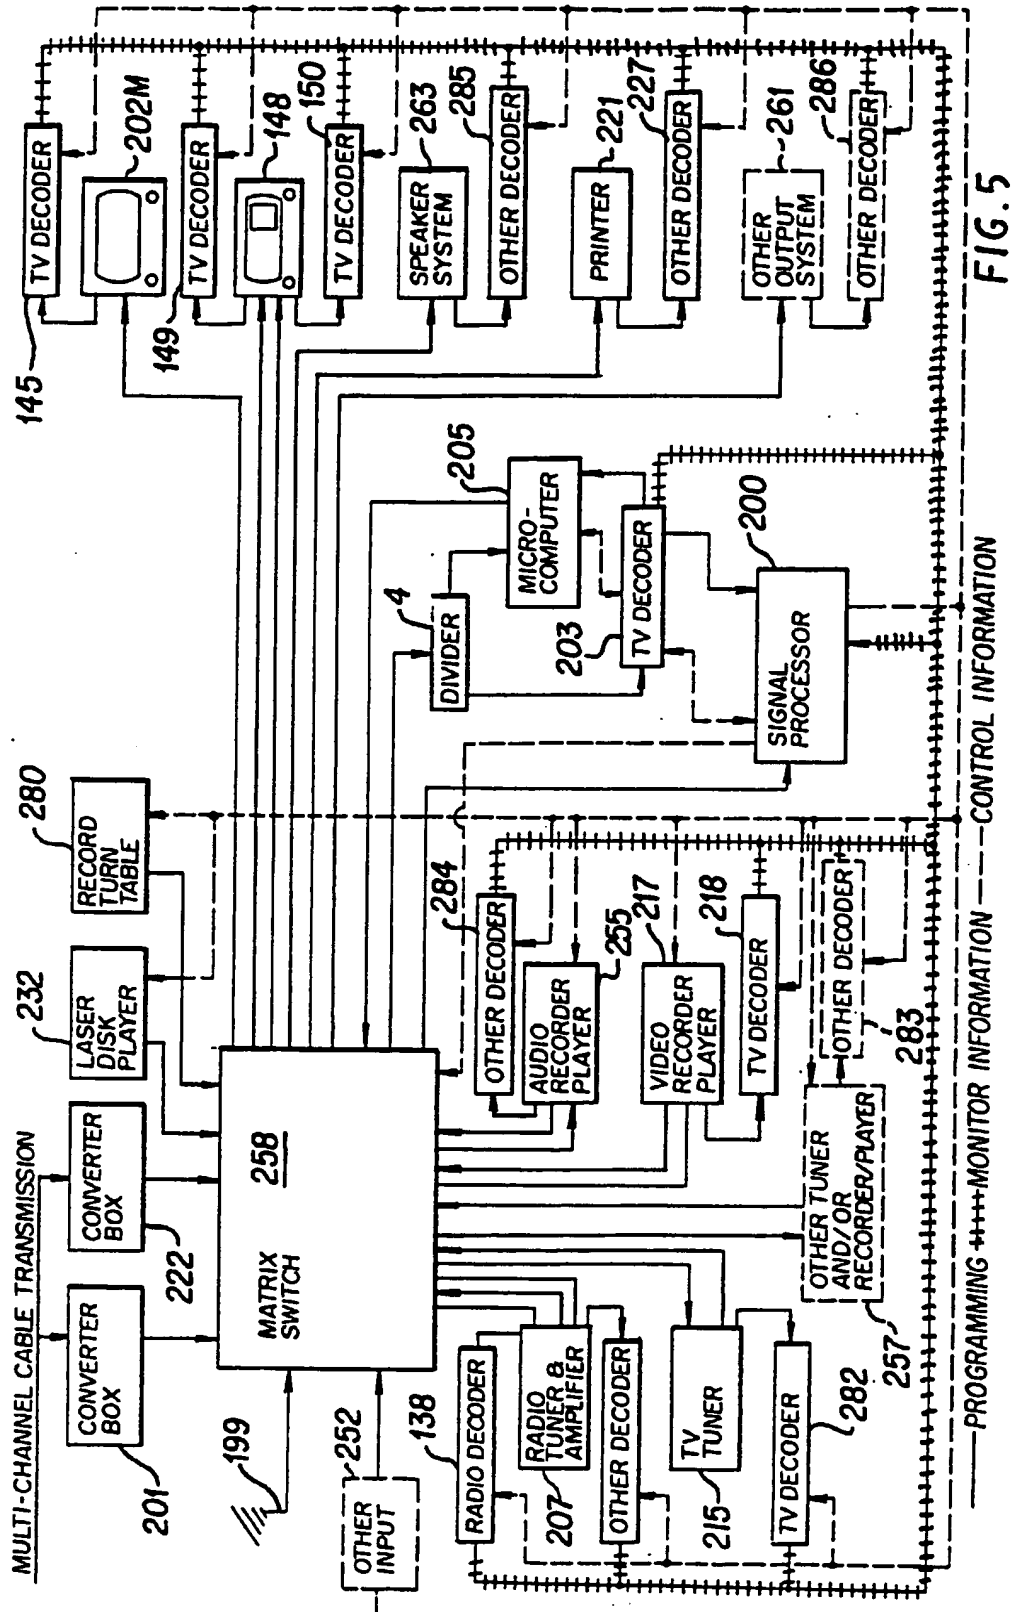 MULTI-CHANNEL CABLE TRANSMISSION
201
CONVERTER
BOX
222
CONVERTER
BOX
232
LASER
DISK
PLAYER
280
RECORD
TURN
TABLE
199
252
OTHER
INPUT
MATRIX
SWITCH
258
145
TV DECODER
202M
149
TV DECODER
148
TV DECODER
150
SPEAKER
SYSTEM
263
OTHER DECODER
285
PRINTER
221
OTHER DECODER
227
OTHER
OUTPUT
SYSTEM
261
OTHER DECODER
286
DIVIDER
4
MICRO-
COMPUTER
205
203
TV DECODER
SIGNAL
PROCESSOR
200
138
RADIO DECODER
207
RADIO
TUNER &
AMPLIFIER
OTHER DECODER
215
TV
TUNER
TV DECODER
282
OTHER DECODER
284
AUDIO
RECORDER
PLAYER
255
VIDEO
RECORDER
PLAYER
217
TV DECODER
218
OTHER TUNER
AND/OR
RECORDER/PLAYER
257
OTHER DECODER
283
PROGRAMMING MONITOR INFORMATION CONTROL INFORMATION
FIG. 5